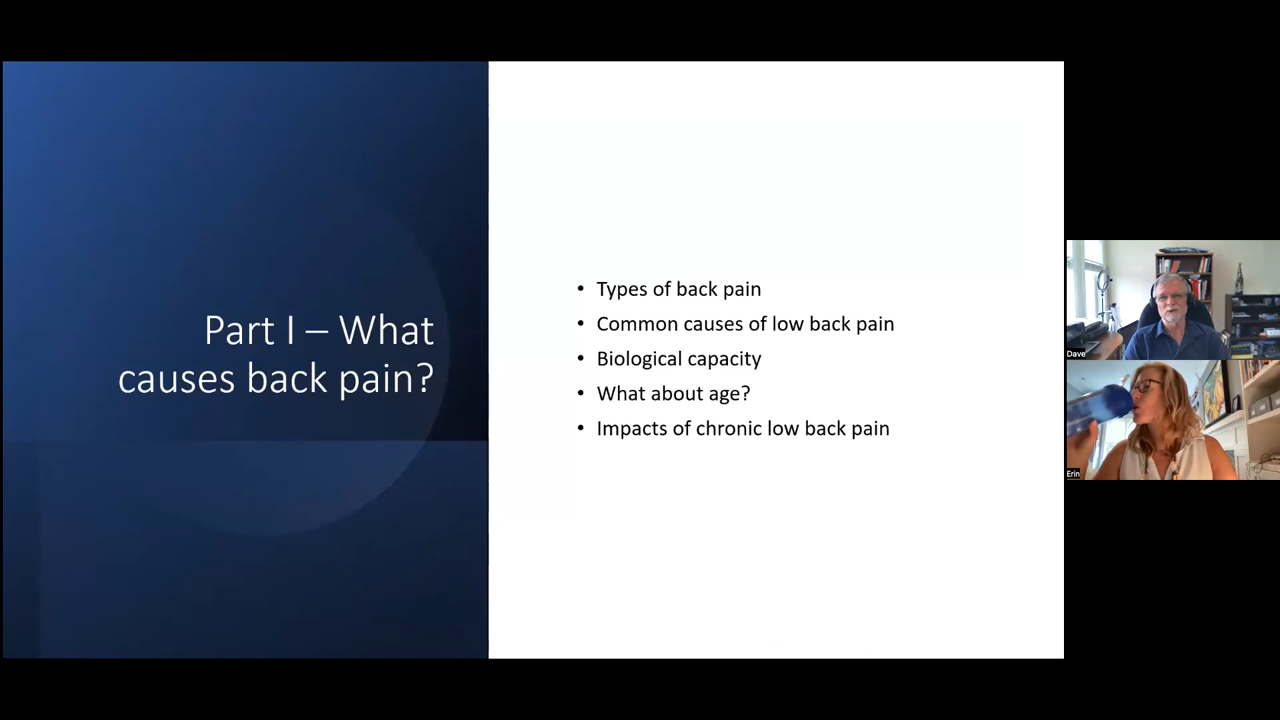 Part I – What
causes back pain?
• Types of back pain
• Common causes of low back pain
• Biological capacity
• What about age?
• Impacts of chronic low back pain
Dave
Erin